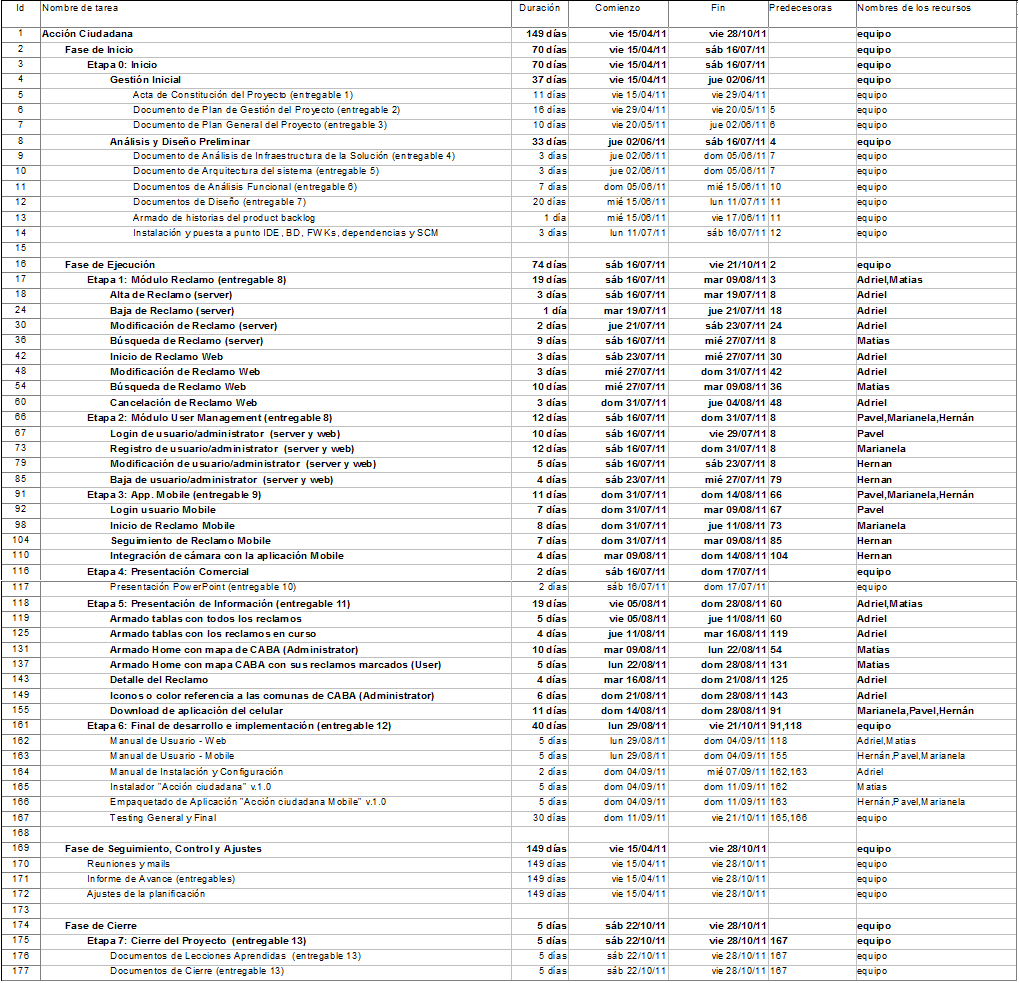 Id Nombre de tarea Duración Comienzo Fin Predecesoras Nombres de los recursos
1 Acción Ciudadana 149 días vie 15/04/11 vie 28/10/11 equipo
2 Fase de Inicio 70 días vie 15/04/11 sáb 16/07/11 equipo
3 Etapa 0: Inicio 70 días vie 15/04/11 sáb 16/07/11 equipo
4 Gestión Inicial 37 días vie 15/04/11 jue 02/06/11 equipo
5 Acta de Constitución del Proyecto (entregable 1) 11 días vie 15/04/11 vie 29/04/11 equipo
6 Documento de Plan de Gestión del Proyecto (entregable 2) 16 días vie 29/04/11 vie 20/05/11 5 equipo
7 Documento de Plan General del Proyecto (entregable 3) 10 días vie 20/05/11 jue 02/06/11 6 equipo
8 Análisis y Diseño Preliminar 33 días jue 02/06/11 sáb 16/07/11 4 equipo
9 Documento de Análisis de Infraestructura de la Solución (entregable 4) 3 días jue 02/06/11 dom 05/06/11 7 equipo
10 Documento de Arquitectura del sistema (entregable 5) 3 días jue 02/06/11 dom 05/06/11 7 equipo
11 Documentos de Análisis Funcional (entregable 6) 7 días dom 05/06/11 mié 15/06/11 10 equipo
12 Documentos de Diseño (entregable 7) 20 días mié 15/06/11 lun 11/07/11 11 equipo
13 Armado de historias del product backlog 1 día mié 15/06/11 vie 17/06/11 11 equipo
14 Instalación y puesta a punto IDE, BD, FWKs, dependencias y SCM 3 días lun 11/07/11 sáb 16/07/11 12 equipo
15
16 Fase de Ejecución 74 días sáb 16/07/11 vie 21/10/11 2 equipo
17 Etapa 1: Módulo Reclamo (entregable 8) 19 días sáb 16/07/11 mar 09/08/11 3 Adriel,Matias
18 Alta de Reclamo (server) 3 días sáb 16/07/11 mar 19/07/11 8 Adriel
24 Baja de Reclamo (server) 1 día mar 19/07/11 jue 21/07/11 18 Adriel
30 Modificación de Reclamo (server) 2 días jue 21/07/11 sáb 23/07/11 24 Adriel
36 Búsqueda de Reclamo (server) 9 días sáb 16/07/11 mié 27/07/11 8 Matias
42 Inicio de Reclamo Web 3 días sáb 23/07/11 mié 27/07/11 30 Adriel
48 Modificación de Reclamo Web 3 días mié 27/07/11 dom 31/07/11 42 Adriel
54 Búsqueda de Reclamo Web 10 días mié 27/07/11 mar 09/08/11 36 Matias
60 Cancelación de Reclamo Web 3 días dom 31/07/11 jue 04/08/11 48 Adriel
66 Etapa 2: Módulo User Management (entregable 8) 12 días sáb 16/07/11 dom 31/07/11 8 Pavel,Marianela,Hernán
67 Login de usuario/administrator (server y web) 10 días sáb 16/07/11 vie 29/07/11 8 Pavel
73 Registro de usuario/administrator (server y web) 12 días sáb 16/07/11 dom 31/07/11 8 Marianela
79 Modificación de usuario/administrator (server y web) 5 días sáb 16/07/11 sáb 23/07/11 8 Hernan
85 Baja de usuario/administrator (server y web) 4 días sáb 23/07/11 mié 27/07/11 79 Hernan
91 Etapa 3: App. Mobile (entregable 9) 11 días dom 31/07/11 dom 14/08/11 66 Pavel,Marianela,Hernán
92 Login usuario Mobile 7 días dom 31/07/11 mar 09/08/11 67 Pavel
98 Inicio de Reclamo Mobile 8 días dom 31/07/11 jue 11/08/11 73 Marianela
104 Seguimiento de Reclamo Mobile 7 días dom 31/07/11 mar 09/08/11 85 Hernan
110 Integración de cámara con la aplicación Mobile 4 días mar 09/08/11 dom 14/08/11 104 Hernan
116 Etapa 4: Presentación Comercial 2 días sáb 16/07/11 dom 17/07/11 equipo
117 Presentación PowerPoint (entregable 10) 2 días sáb 16/07/11 dom 17/07/11 equipo
118 Etapa 5: Presentación de Información (entregable 11) 19 días vie 05/08/11 dom 28/08/11 60 Adriel,Matias
119 Armado tablas con todos los reclamos 5 días vie 05/08/11 jue 11/08/11 60 Adriel
125 Armado tablas con los reclamos en curso 4 días jue 11/08/11 mar 16/08/11 119 Adriel
131 Armado Home con mapa de CABA (Administrator) 10 días mar 09/08/11 lun 22/08/11 54 Matias
137 Armado Home con mapa CABA con sus reclamos marcados (User) 5 días lun 22/08/11 dom 28/08/11 131 Matias
143 Detalle del Reclamo 4 días mar 16/08/11 dom 21/08/11 125 Adriel
149 Iconos o color referencia a las comunas de CABA (Administrator) 6 días dom 21/08/11 dom 28/08/11 143 Adriel
155 Download de aplicación del celular 11 días dom 14/08/11 dom 28/08/11 91 Marianela,Pavel,Hernán
161 Etapa 6: Final de desarrollo e implementación (entregable 12) 40 días lun 29/08/11 vie 21/10/11 91,118 equipo
162 Manual de Usuario - Web 5 días lun 29/08/11 dom 04/09/11 118 Adriel,Matias
163 Manual de Usuario - Mobile 5 días lun 29/08/11 dom 04/09/11 155 Hernán,Pavel,Marianela
164 Manual de Instalación y Configuración 2 días dom 04/09/11 mié 07/09/11 162,163 Adriel
165 Instalador "Acción ciudadana" v.1.0 5 días dom 04/09/11 dom 11/09/11 162 Matias
166 Empaquetado de Aplicación "Acción ciudadana Mobile" v.1.0 5 días dom 04/09/11 dom 11/09/11 163 Hernán,Pavel,Marianela
167 Testing General y Final 30 días dom 11/09/11 vie 21/10/11 165,166 equipo
168
169 Fase de Seguimiento, Control y Ajustes 149 días vie 15/04/11 vie 28/10/11 equipo
170 Reuniones y mails 149 días vie 15/04/11 vie 28/10/11 equipo
171 Informe de Avance (entregables) 149 días vie 15/04/11 vie 28/10/11 equipo
172 Ajustes de la planificación 149 días vie 15/04/11 vie 28/10/11 equipo
173
174 Fase de Cierre 5 días sáb 22/10/11 vie 28/10/11 equipo
175 Etapa 7: Cierre del Proyecto (entregable 13) 5 días sáb 22/10/11 vie 28/10/11 167 equipo
176 Documentos de Lecciones Aprendidas (entregable 13) 5 días sáb 22/10/11 vie 28/10/11 167 equipo
177 Documentos de Cierre (entregable 13) 5 días sáb 22/10/11 vie 28/10/11 167 equipo